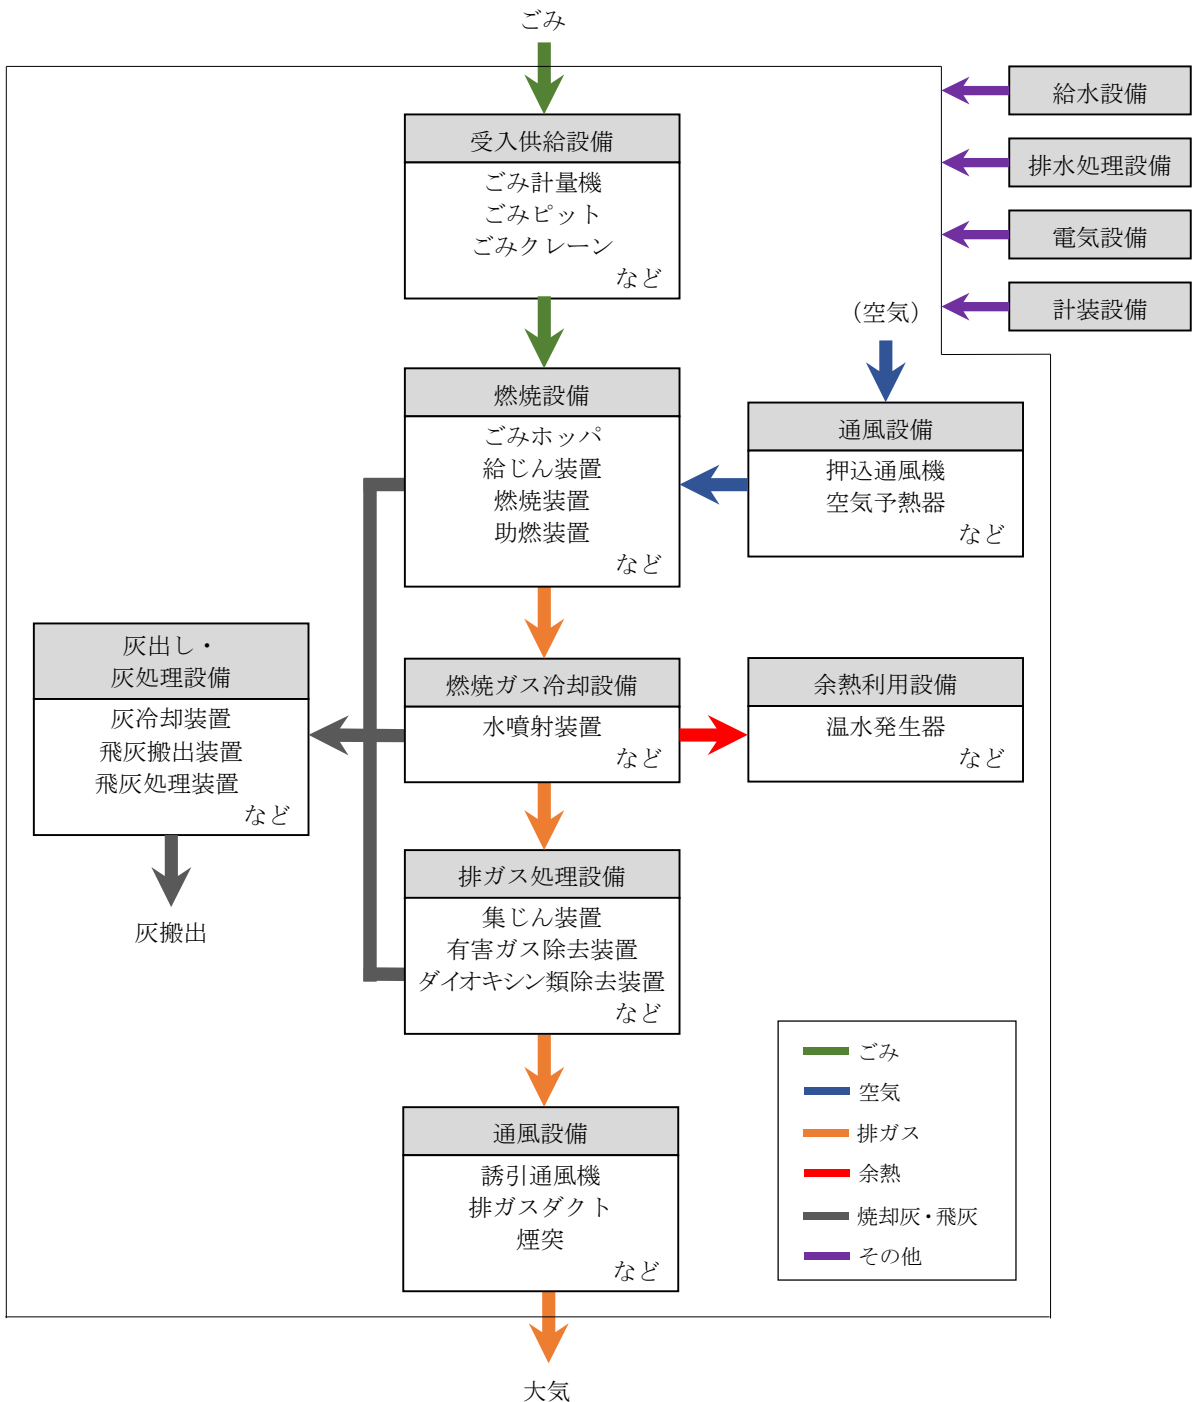 ごみ
給水設備
排水処理設備
電気設備
計装設備
受入供給設備
ごみ計量機
ごみピット
ごみクレーン
など
(空気)
燃焼設備
ごみホッパ
給じん装置
燃焼装置
助燃装置
など
通風設備
押込通風機
空気予熱器
など
灰出し・
灰処理設備
灰冷却装置
飛灰搬出装置
飛灰処理装置
など
灰搬出
燃焼ガス冷却設備
水噴射装置
など
余熱利用設備
温水発生器
など
排ガス処理設備
集じん装置
有害ガス除去装置
ダイオキシン類除去装置
など
通風設備
誘引通風機
排ガスダクト
煙突
など
大気
ごみ
空気
排ガス
余熱
焼却灰・飛灰
その他